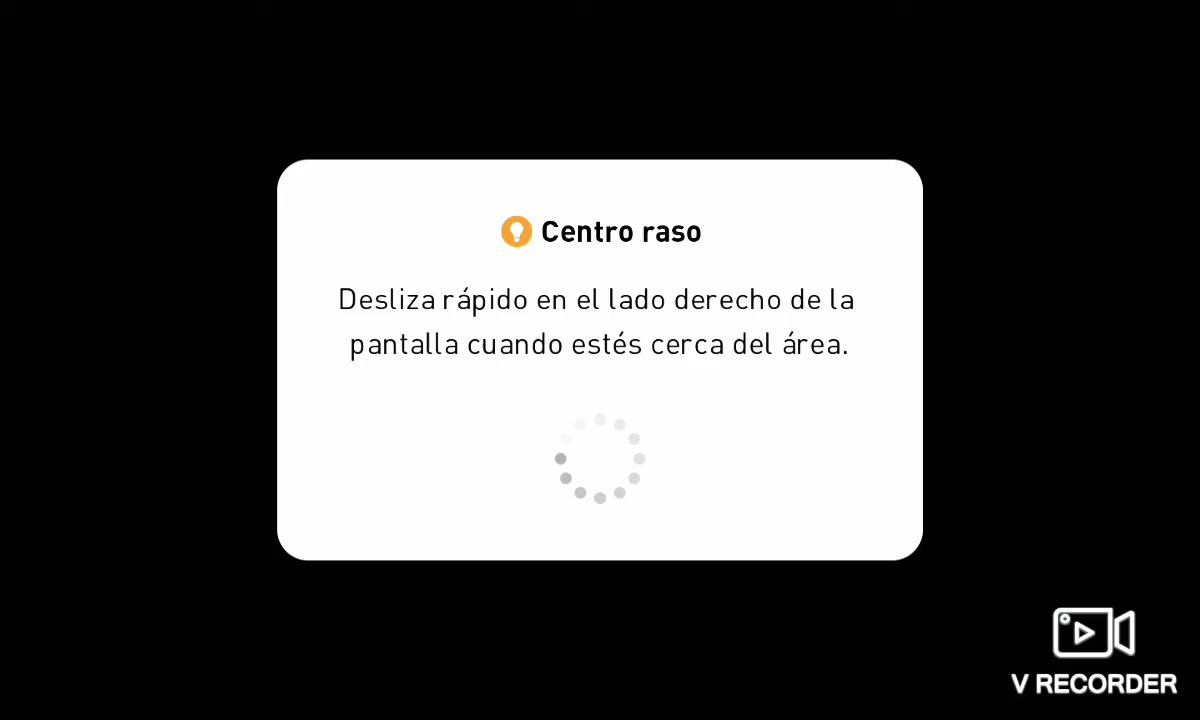 Centro raso
Desliza rápido en el lado derecho de la
pantalla cuando estés cerca del área.
V RECORDER